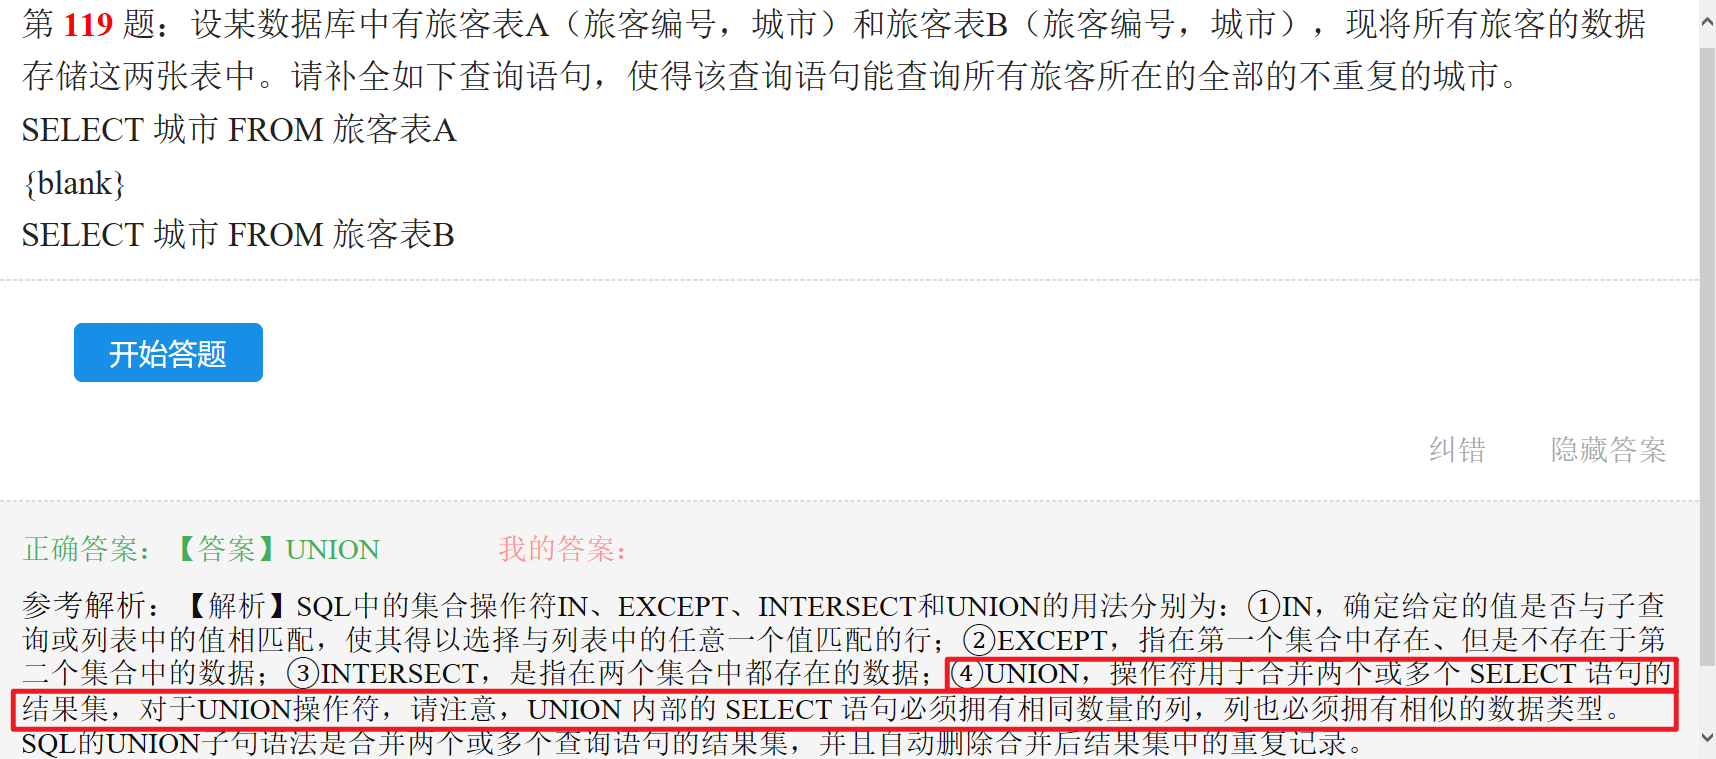 第 119 题：设某数据库中有旅客表A（旅客编号，城市）和旅客表B（旅客编号，城市），现将所有旅客的数据
存储这两张表中。请补全如下查询语句，使得该查询语句能查询所有旅客所在的全部的不重复的城市。
SELECT 城市 FROM 旅客表A
{blank}
SELECT 城市 FROM 旅客表B
开始答题
纠错 隐藏答案
正确答案：【答案】UNION 我的答案：
参考解析：【解析】SQL中的集合操作符IN、EXCEPT、INTERSECT和UNION的用法分别为：①IN，确定给定的值是否与子查
询或列表中的值相匹配，使其得以选择与列表中的任意一个值匹配的行；②EXCEPT，指在第一个集合中存在、但是不存在于第
二个集合中的数据；③INTERSECT，是指在两个集合中都存在的数据；④UNION，操作符用于合并两个或多个 SELECT 语句的
结果集，对于UNION操作符，请注意，UNION 内部的 SELECT 语句必须拥有相同数量的列，列也必须拥有相似的数据类型。
SQL的UNION子句语法是合并两个或多个查询语句的结果集，并且自动删除合并后结果集中的重复记录。